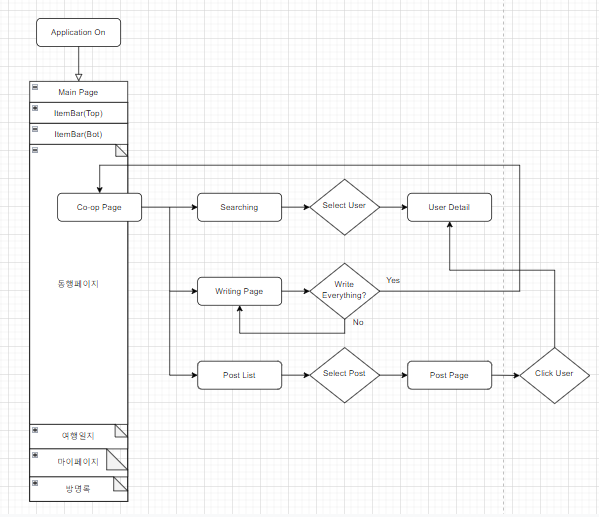 Application On
Main Page
ItemBar(Top)
ItemBar(Bot)
Co-op Page
Searching
Select User
User Detail
동행페이지
Writing Page
Write
Everything?
Yes
No
Post List
Select Post
Post Page
Click User
여행일지
마이페이지
방명록